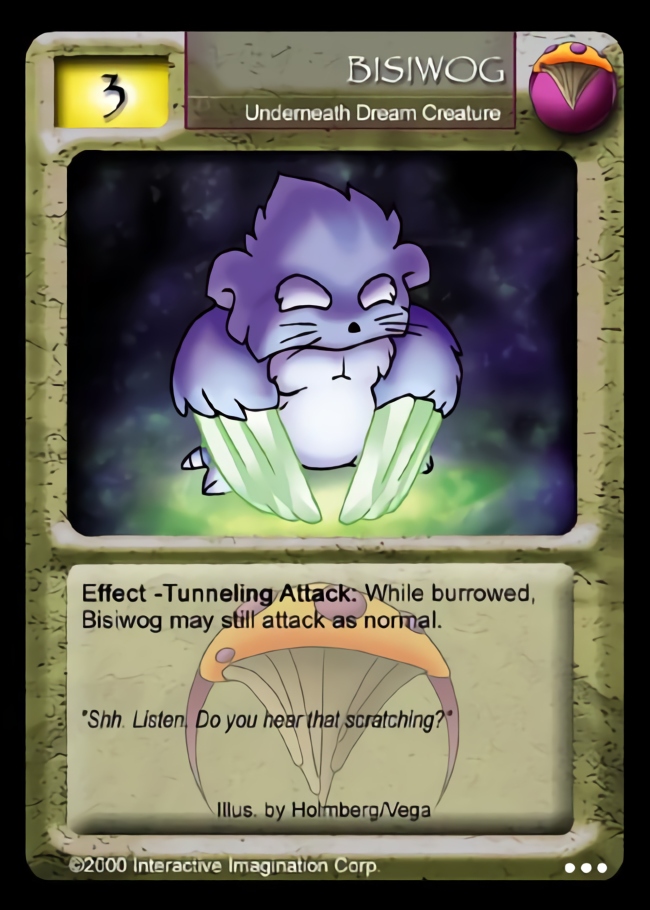 3
BISIWOG
Underneath Dream Creature
Effect -Tunneling Attack: While burrowed,
Bisiwog may still attack as normal.
"Shh. Listen. Do you hear that scratching?"
Illus. by Holmberg/Vega
©2000 Interactive Imagination Corp.